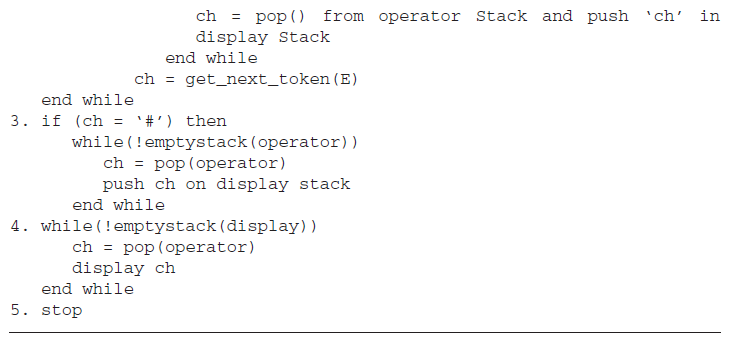 ch = pop() from operator Stack and push ‘ch’ in
display Stack
end while
ch = get_next_token(E)
end while
3. if (ch = ‘#’) then
while(!emptystack(operator))
ch = pop(operator)
push ch on display stack
end while
4. while(!emptystack(display))
ch = pop(operator)
display ch
end while
5. stop